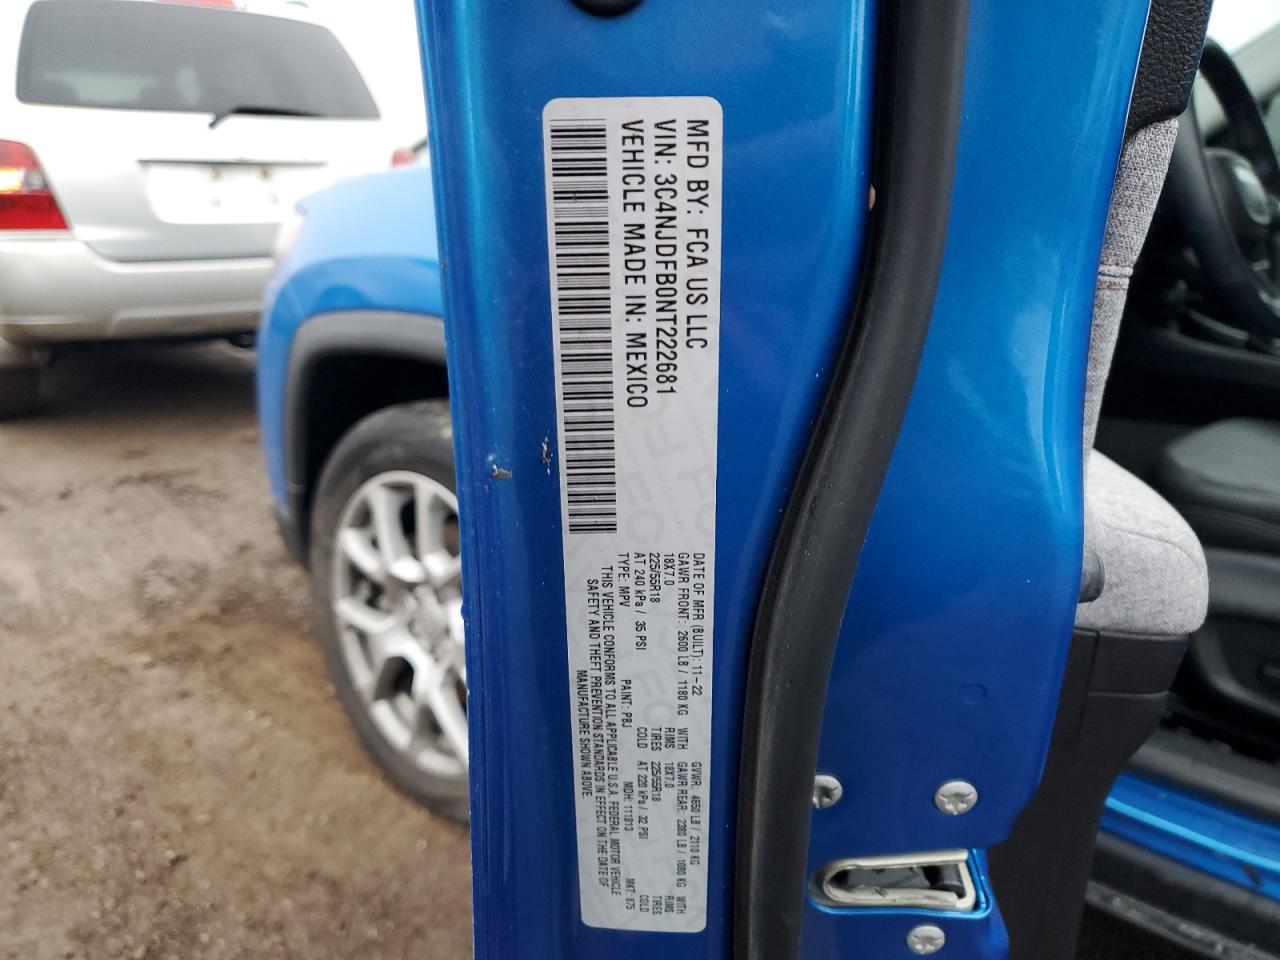 MFD BY: FCA US LLC
VIN: 3C4NJDFB0NT222681
VEHICLE MADE IN: MEXICO
DATE OF MFR (BUILT): 11-22 GVWR: 4650 LB / 2110 KG
GAWR FRONT: 2600 LB / 1180 KG WITH GAWR REAR: 2380 LB / 1080 KG WITH
18X7.0 RIMS 18X7.0 RIMS
225/55R18 TIRES 225/55R18 TIRES
AT 240 kPa / 35 PSI COLD AT 220 kPa / 32 PSI COLD
TYPE: MPV PAINT: PBJ MDH: 111813 MKT: 875
THIS VEHICLE CONFORMS TO ALL APPLICABLE U.S.A. FEDERAL MOTOR VEHICLE
SAFETY AND THEFT PREVENTION STANDARDS IN EFFECT ON THE DATE OF
MANUFACTURE SHOWN ABOVE.